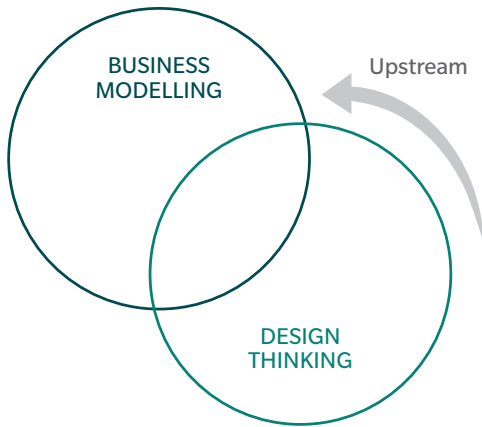 BUSINESS
MODELLING
Upstream
DESIGN
THINKING